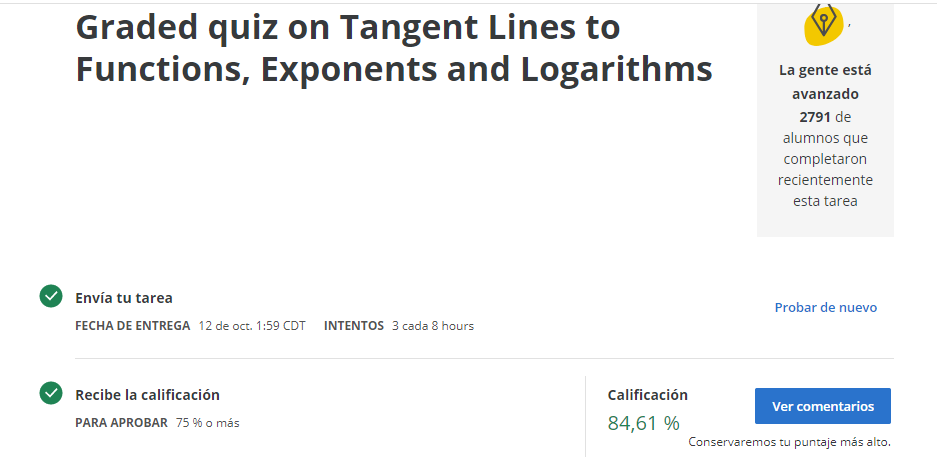 Graded quiz on Tangent Lines to
Functions, Exponents and Logarithms
La gente está
avanzado
2791 de
alumnos que
completaron
recientemente
esta tarea
Envía tu tarea
FECHA DE ENTREGA 12 de oct. 1:59 CDT INTENTOS 3 cada 8 hours
Probar de nuevo
Recibe la calificación
PARA APROBAR 75 % o más
Calificación
84,61 %
Ver comentarios
Conservaremos tu puntaje más alto.